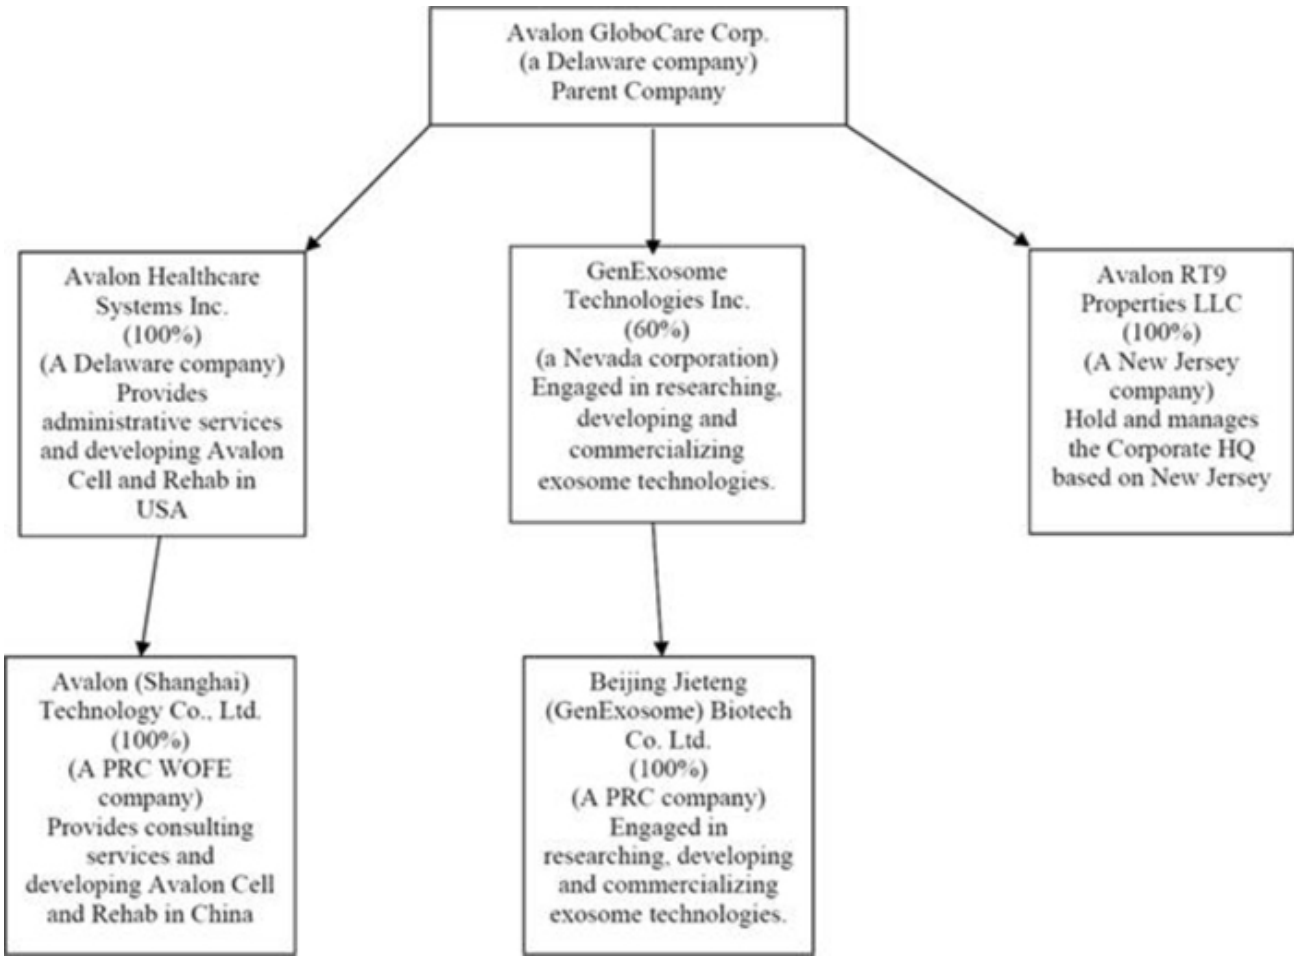 Avalon GloboCare Corp.
(a Delaware company)
Parent Company
Avalon Healthcare
Systems Inc.
(100%)
(A Delaware company)
Provides
administrative services
and developing Avalon
Cell and Rehab in
USA
GenExosome
Technologies Inc.
(60%)
(a Nevada corporation)
Engaged in researching,
developing and
commercializing
exosome technologies.
Avalon RT9
Properties LLC
(100%)
(A New Jersey
company)
Hold and manages
the Corporate HQ
based on New Jersey
Avalon (Shanghai)
Technology Co., Ltd.
(100%)
(A PRC WOFE
company)
Provides consulting
services and
developing Avalon Cell
and Rehab in China
Beijing Jieteng
(GenExosome) Biotech
Co. Ltd.
(100%)
(A PRC company)
Engaged in
researching, developing
and commercializing
exosome technologies.